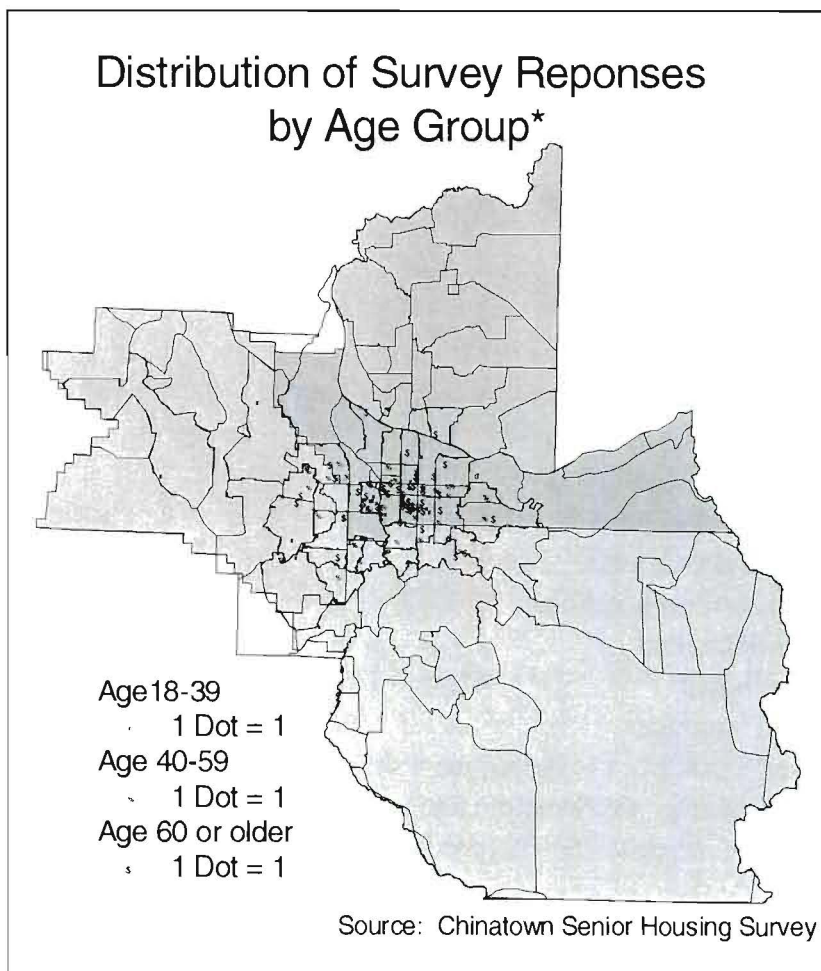 Distribution of Survey Reponses
by Age Group*
Age18-39
1 Dot = 1
Age 40-59
1 Dot = 1
Age 60 or older
1 Dot = 1
Source: Chinatown Senior Housing Survey